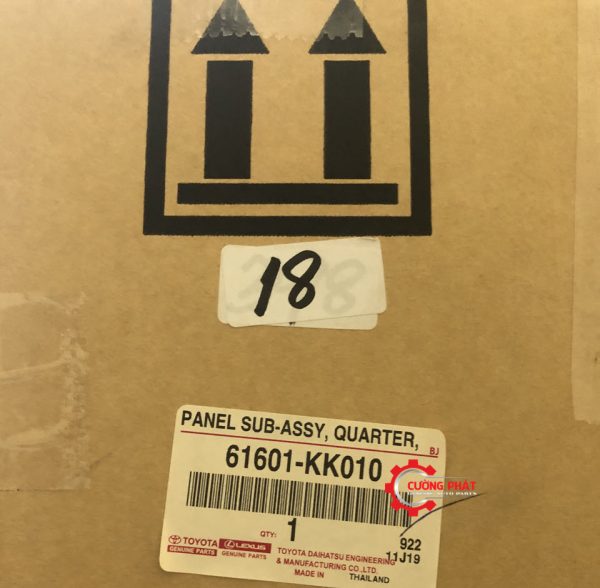 18
PANEL SUB-ASSY, QUARTER,
BJ
61601-KK010
CƯỜNG PHÁT
QTY:
1
922
11J19
TOYOTA
LEXUS
GENUINE PARTS
GENUINE PARTS
TOYOTA DAIHATSU ENGINEERING
& MANUFACTURING CO.,LTD.
MADE IN THAILAND